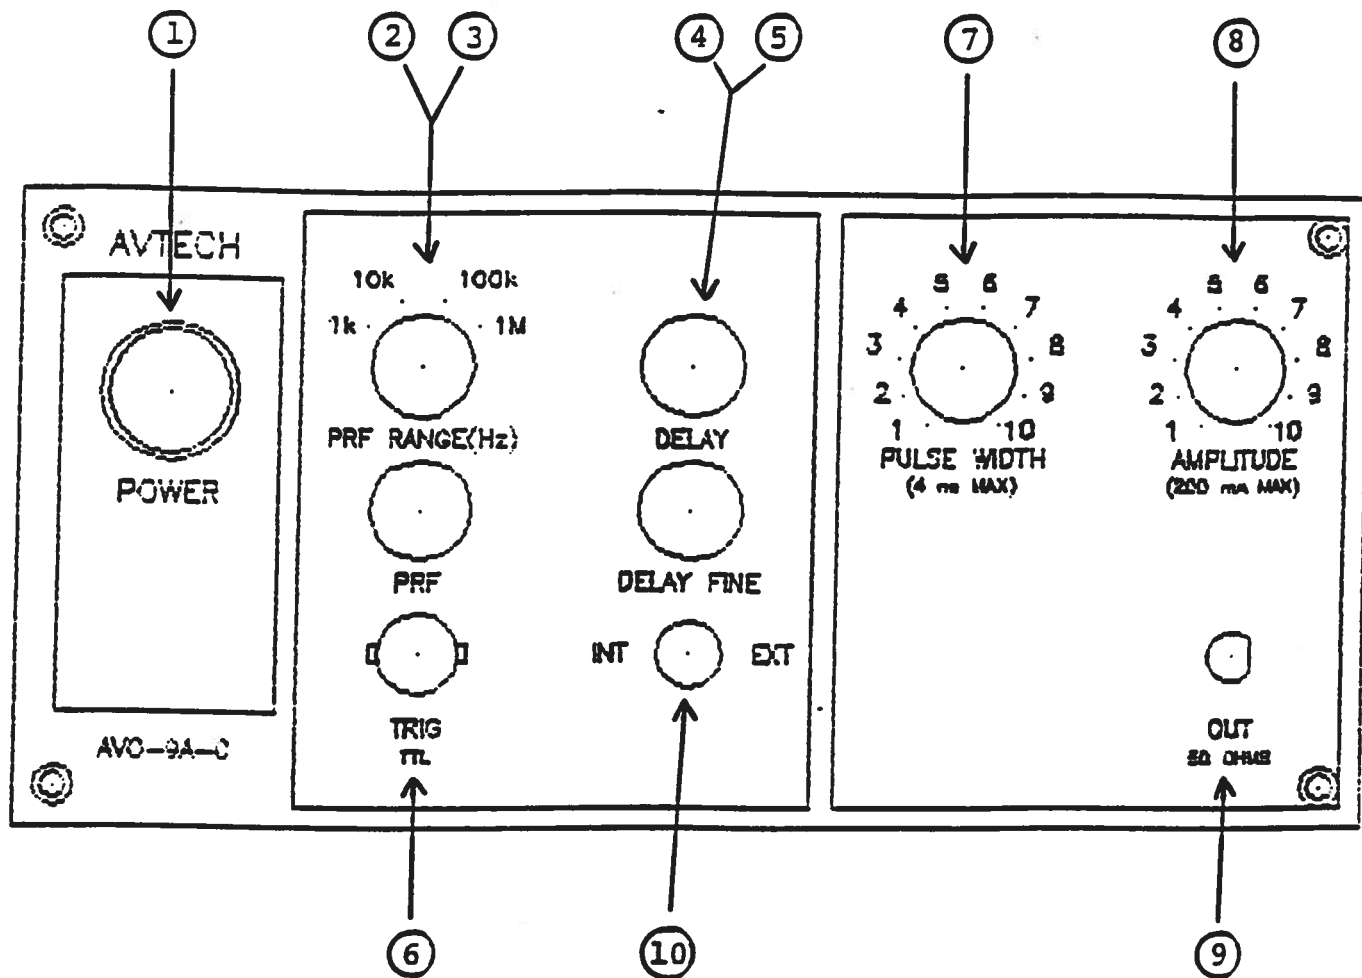 1 2 3 4 5 7 8
AVTECH
POWER
AVO-9A-C
10k 100k
1k 1M
PRF RANGE(Hz)
PRF
TRIG
TTL
DELAY
DELAY FINE
INT EXT
1 2 3 4 5 6 7 8 9 10
PULSE WIDTH
(4 ns MAX)
1 2 3 4 5 6 7 8 9 10
AMPLITUDE
(200 mA MAX)
OUT
50 OHMS
6 10 9